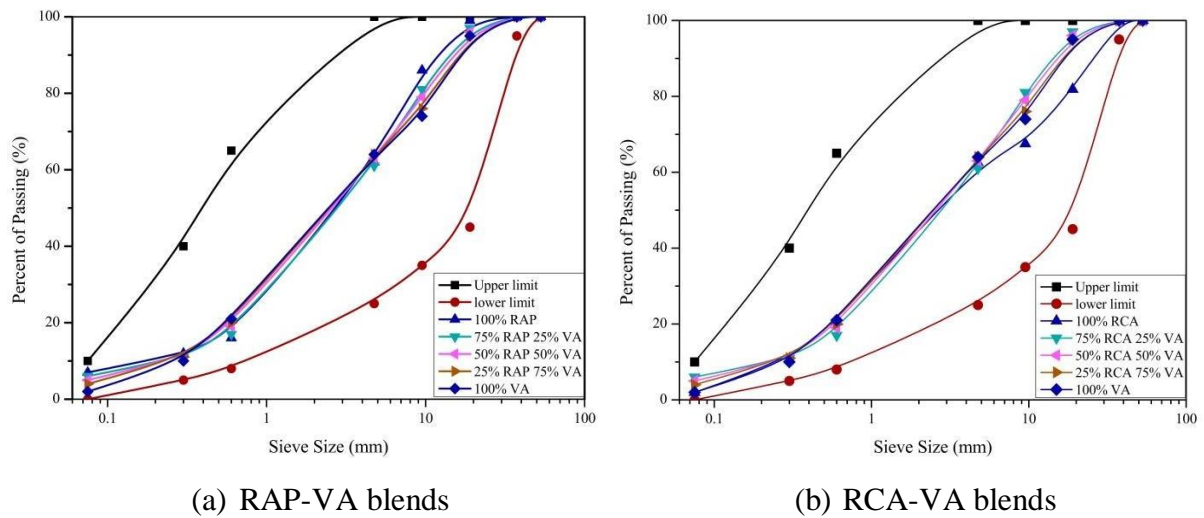 100
80
60
40
20
0
Percent of Passing (%)
Upper limit
lower limit
100% RAP
75% RAP 25% VA
50% RAP 50% VA
25% RAP 75% VA
100% VA
0.1
1
10
100
Sieve Size (mm)
(a) RAP-VA blends
100
80
60
40
20
0
Percent of Passing (%)
Upper limit
lower limit
100% RCA
75% RCA 25% VA
50% RCA 50% VA
25% RCA 75% VA
100% VA
0.1
1
10
100
Sieve Size (mm)
(b) RCA-VA blends